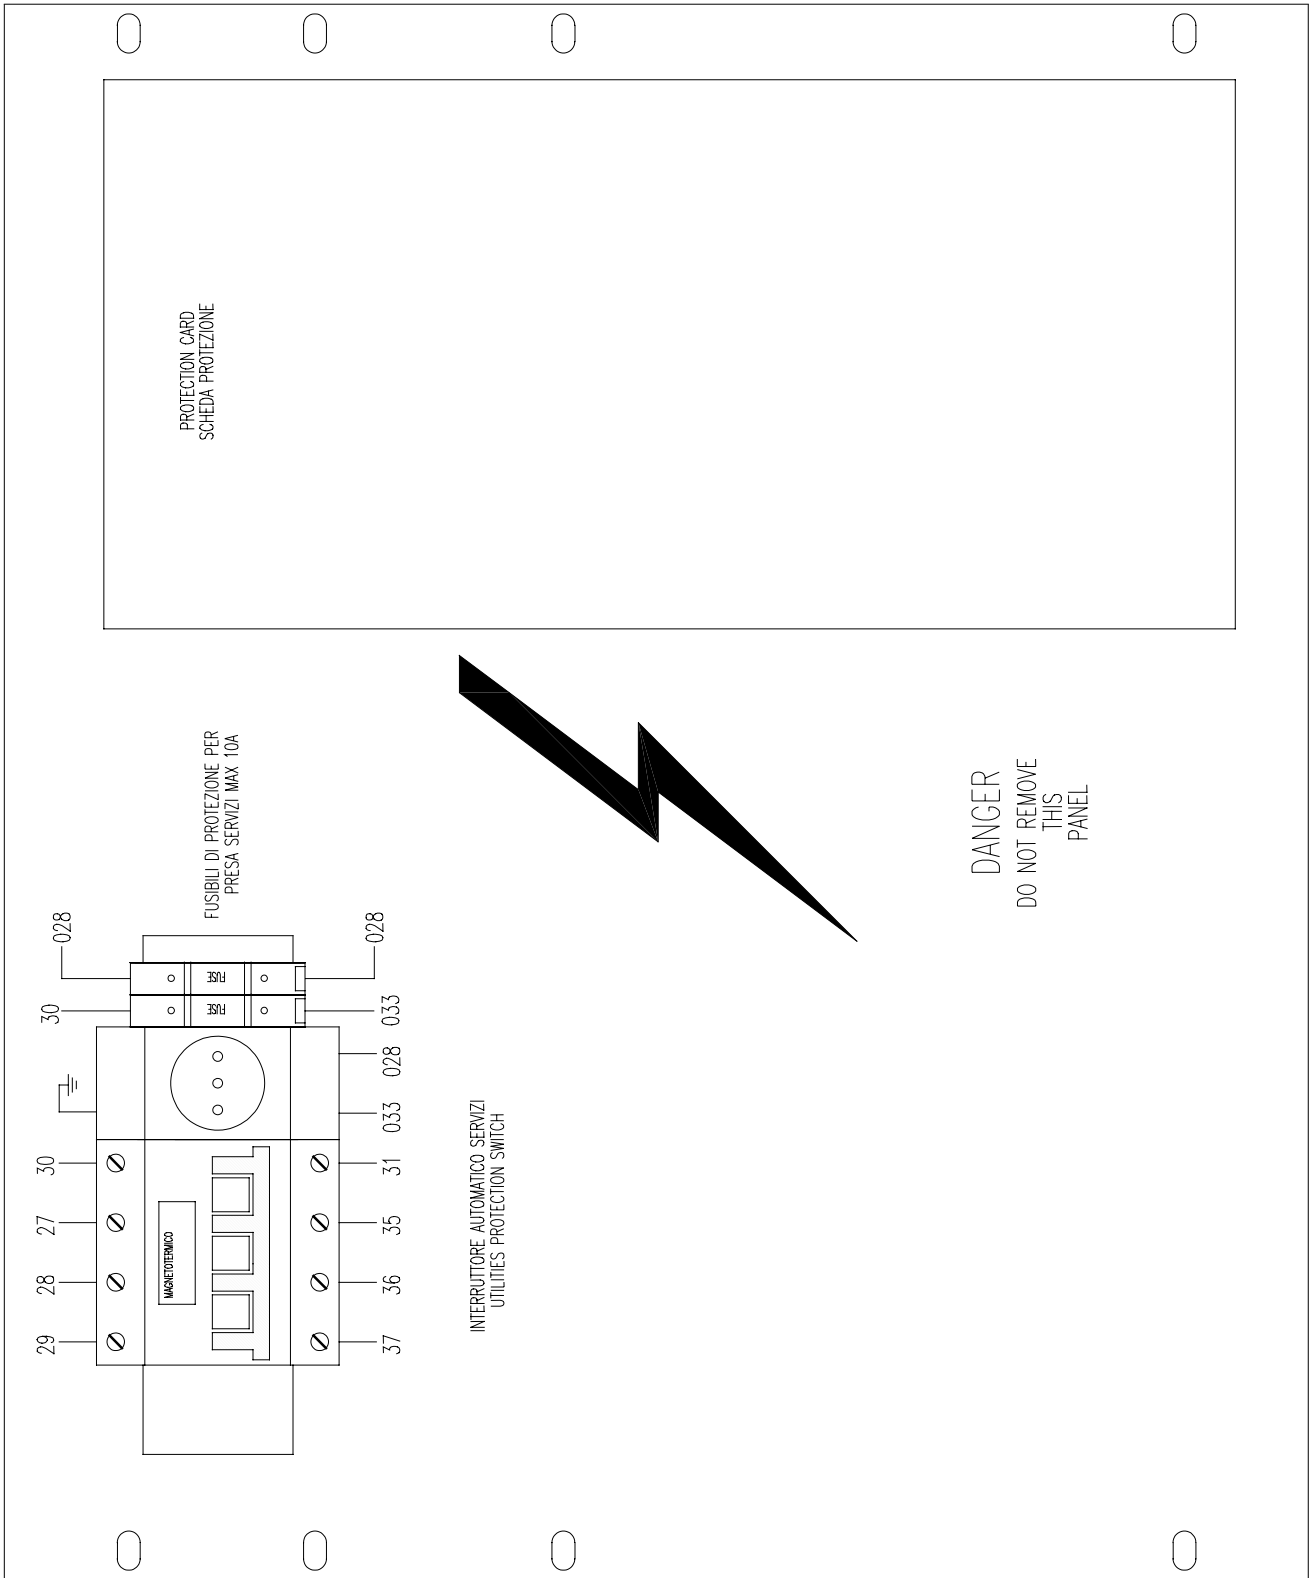 PROTECTION CARD
SCHEDA PROTEZIONE
FUSIBILI DI PROTEZIONE PER
PRESA SERVIZI MAX 10A
DANGER
DO NOT REMOVE
THIS
PANEL
29
28
27
30
30
028
MAGNETOTERMICO
FUSE
FUSE
37
36
35
31
033
028
033
028
INTERRUTTORE AUTOMATICO SERVIZI
UTILITIES PROTECTION SWITCH